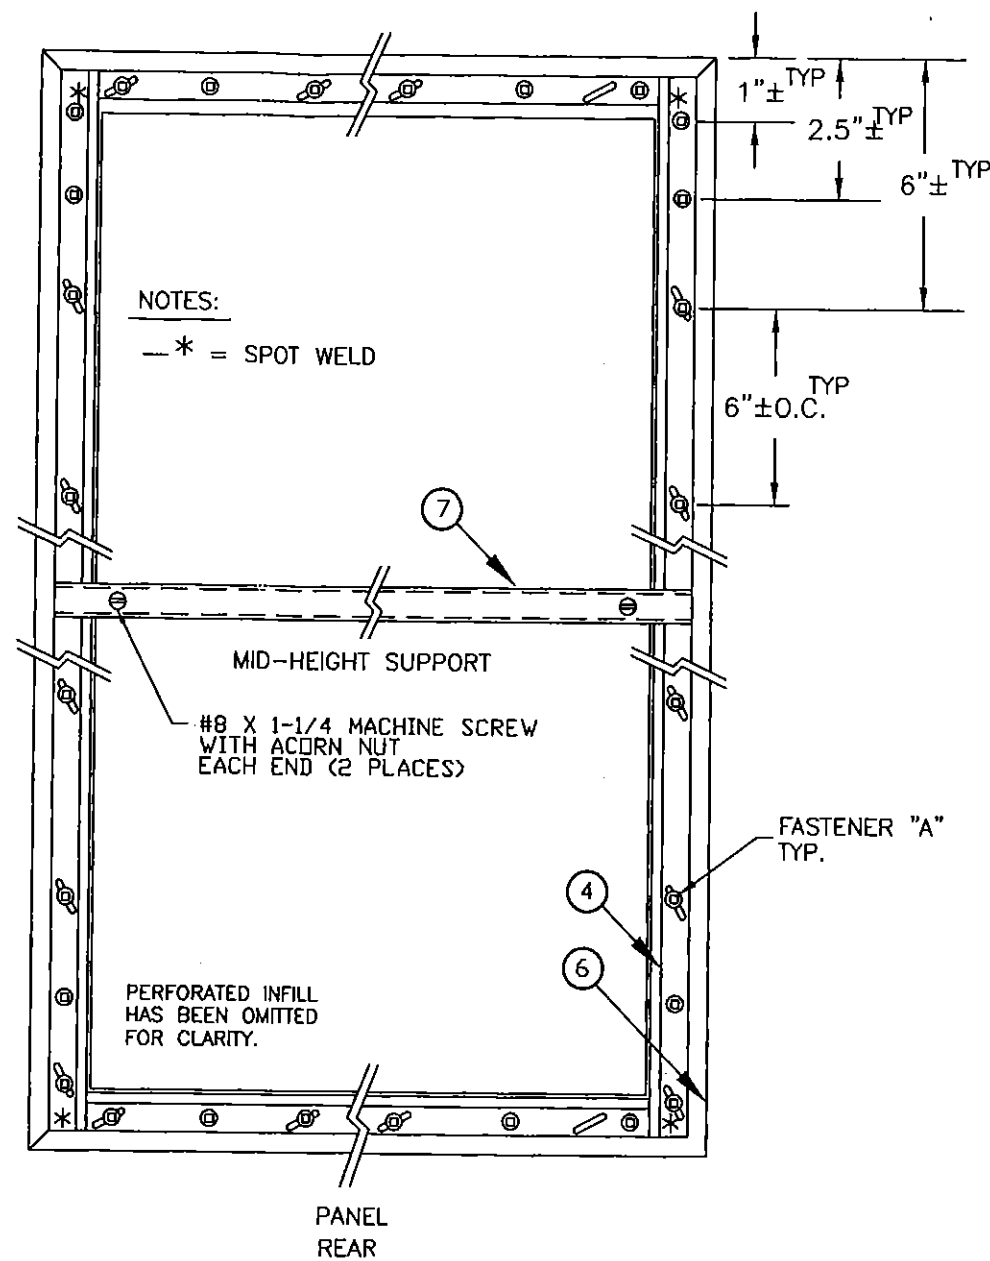 1"± TYP
2.5"± TYP
6"± TYP
NOTES:
—* = SPOT WELD
6"±O.C. TYP
7
MID-HEIGHT SUPPORT
#8 X 1-1/4 MACHINE SCREW
WITH ACORN NUT
EACH END (2 PLACES)
FASTENER "A"
TYP.
4
6
PERFORATED INFILL
HAS BEEN OMITTED
FOR CLARITY.
PANEL
REAR